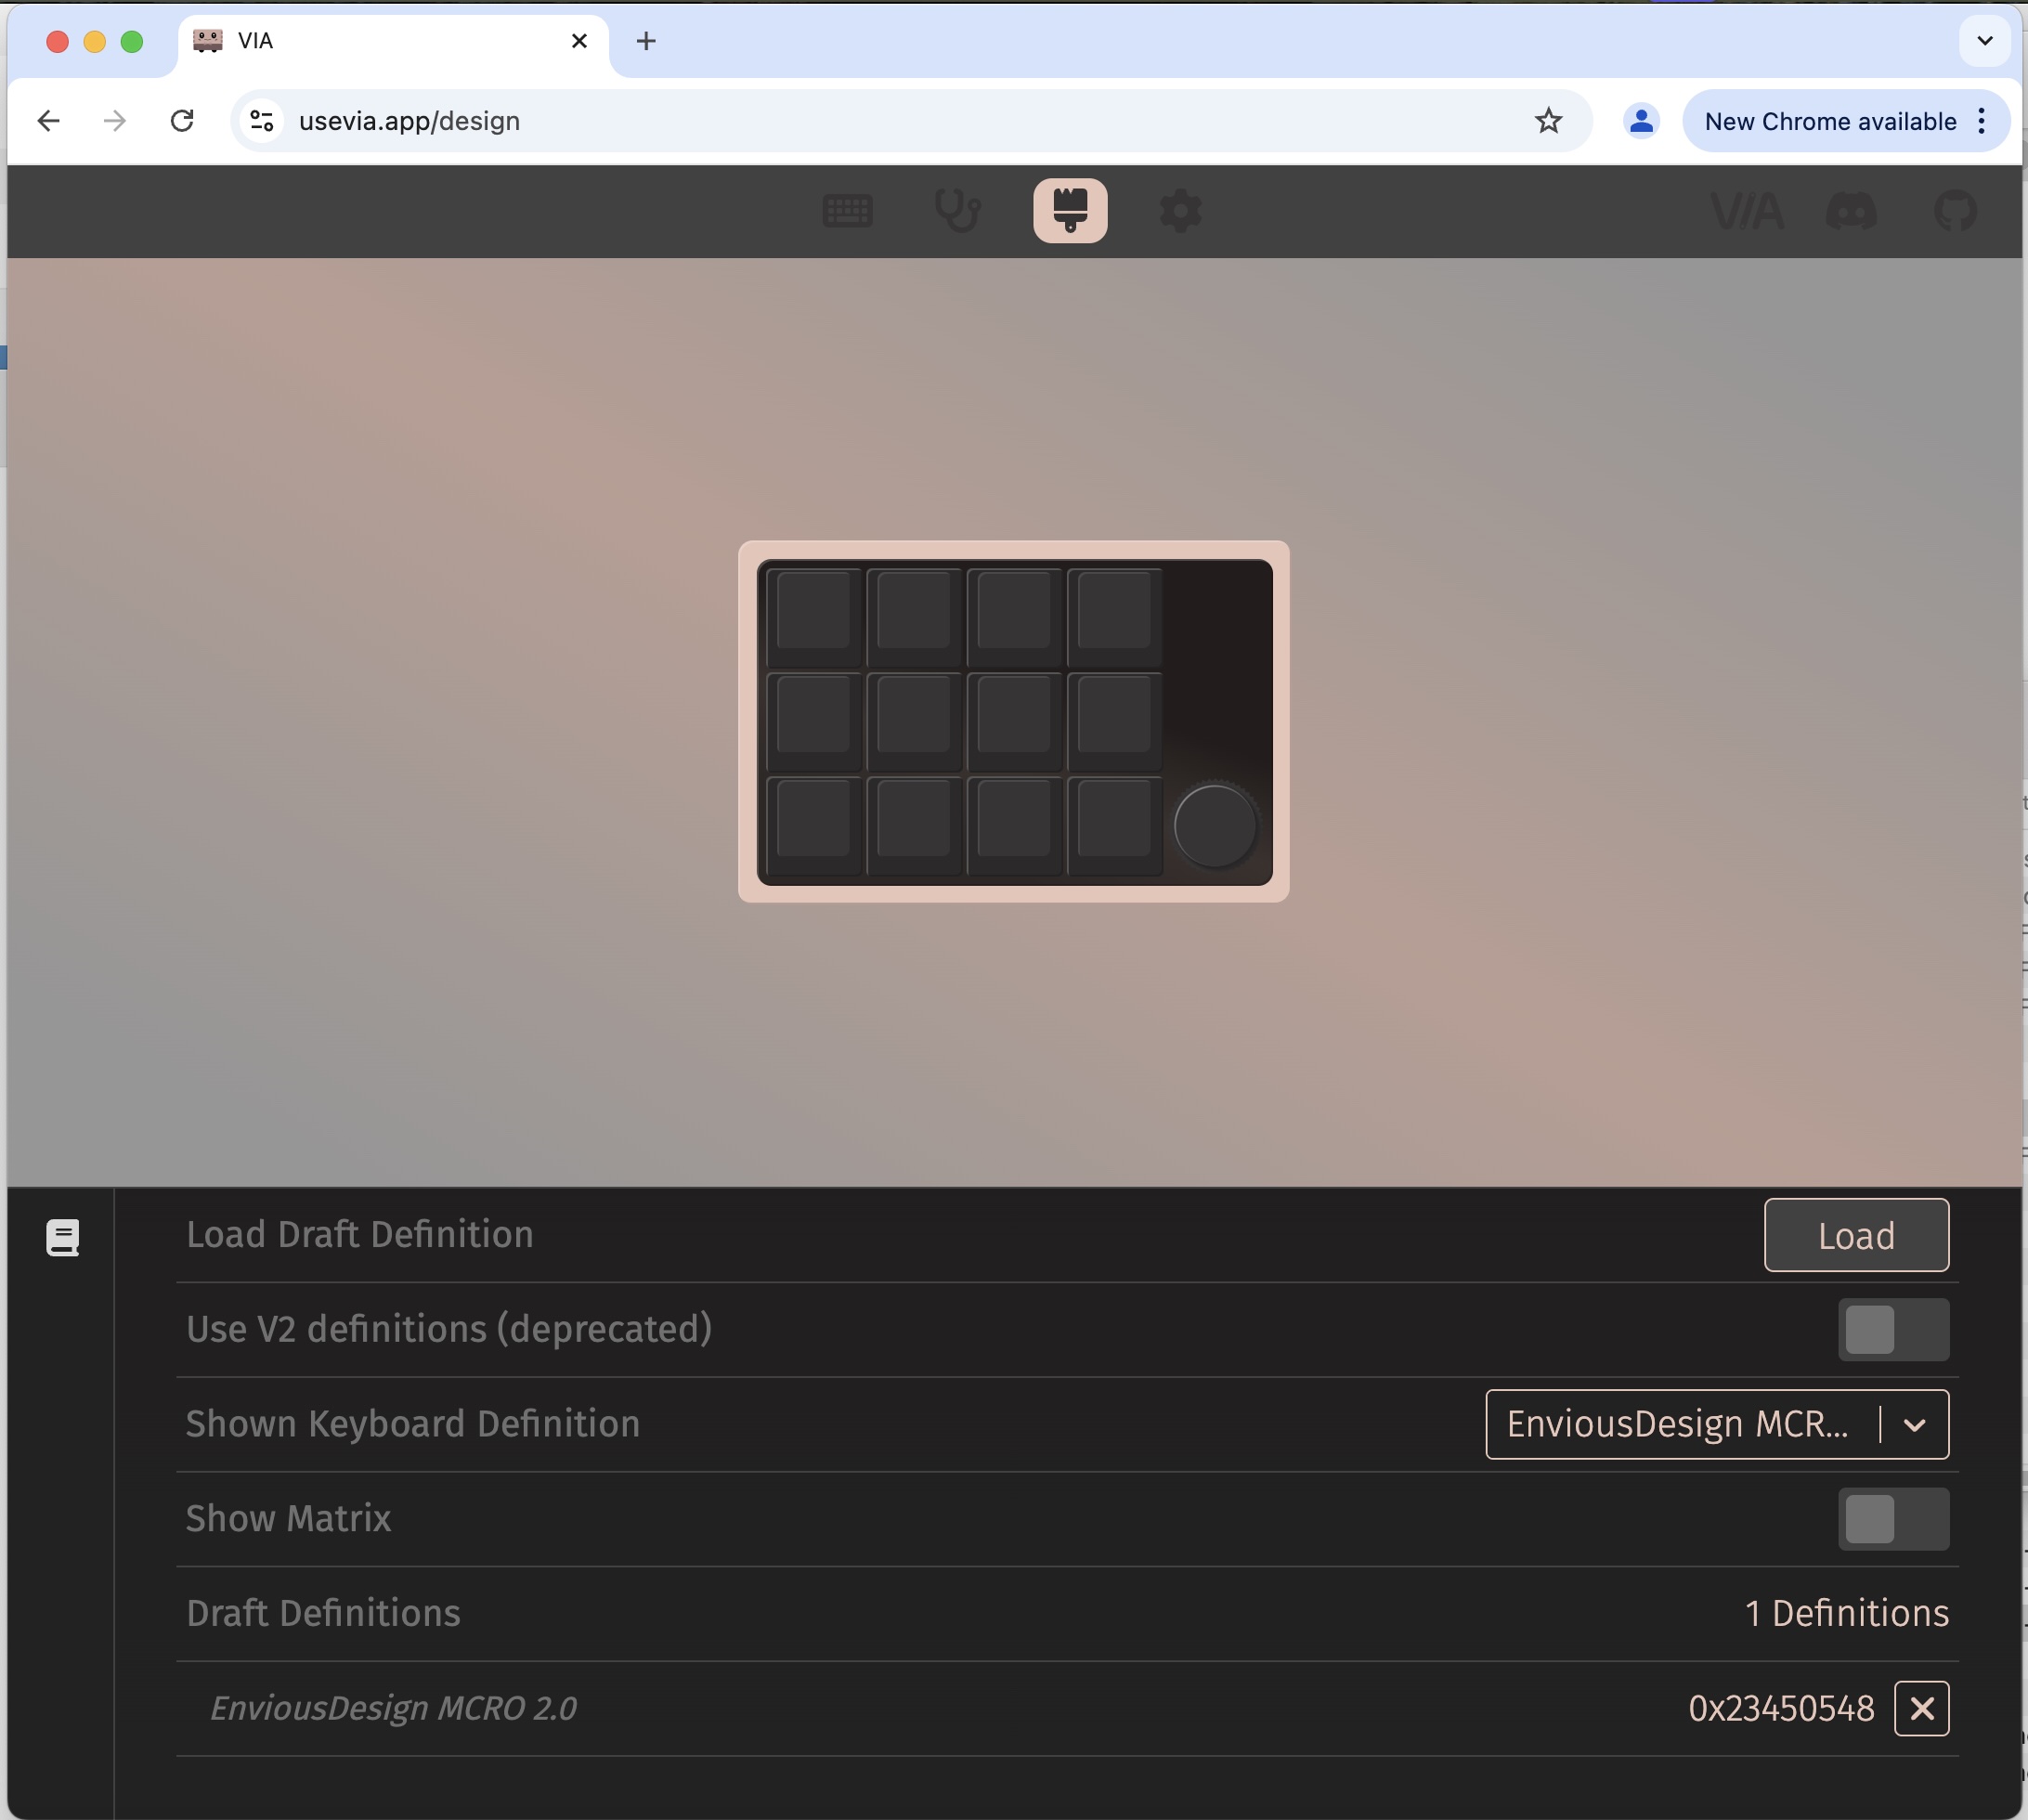 VIA
usevia.app/design
New Chrome available
VIA
Load Draft Definition
Load
Use V2 definitions (deprecated)
Shown Keyboard Definition
EnviousDesign MCR...
Show Matrix
Draft Definitions
1 Definitions
EnviousDesign MCRO 2.0
0x23450548